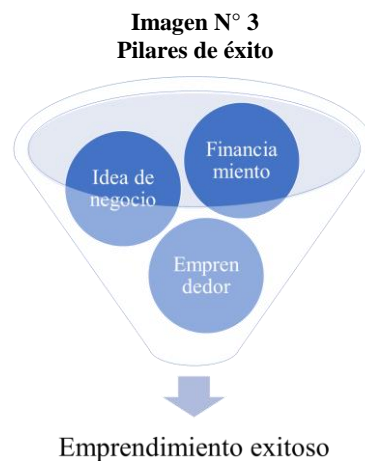 Imagen N° 3
Pilares de éxito
Idea de
negocio
Financia
miento
Empren
dedor
Emprendimiento exitoso